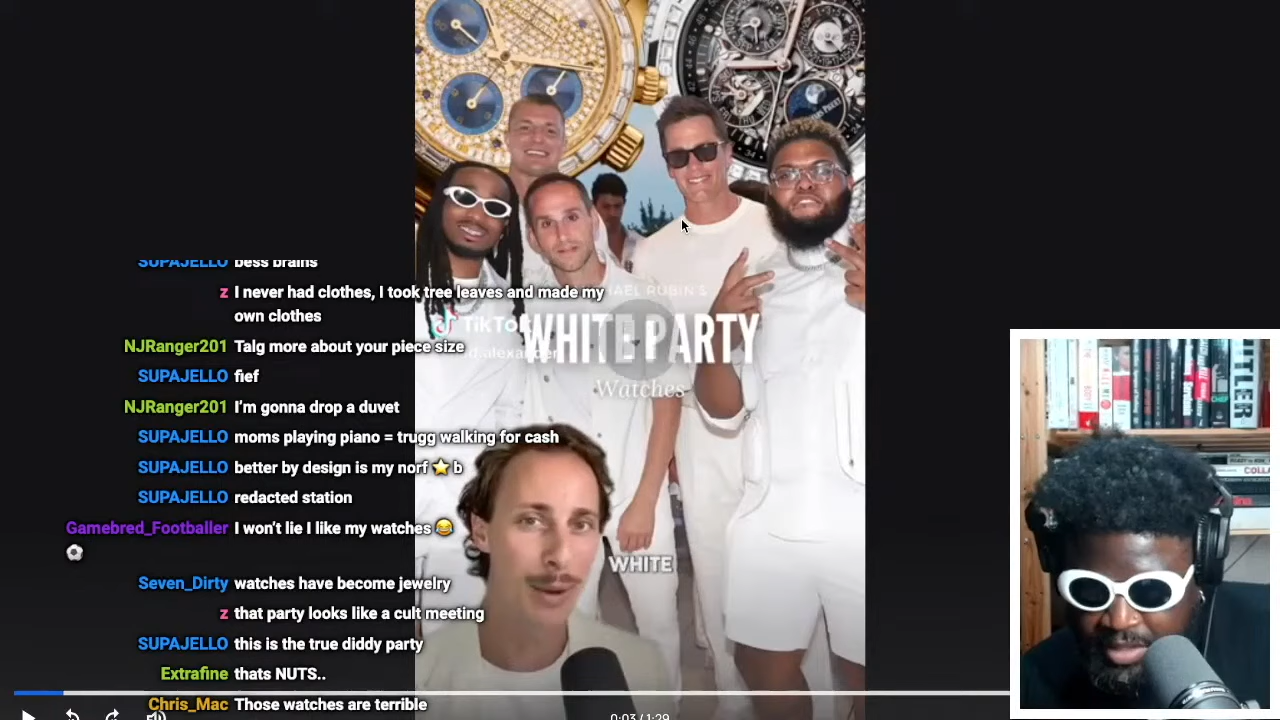 SUPAJELLO bess brains
z I never had clothes, I took tree leaves and made my
own clothes
NJRanger201 Talg more about your piece size
SUPAJELLO fief
NJRanger201 I'm gonna drop a duvet
SUPAJELLO moms playing piano = trugg walking for cash
SUPAJELLO better by design is my norf ⭐ b
SUPAJELLO redacted station
Gamebred_Footballer I won't lie I like my watches 😂
⚽
Seven_Dirty watches have become jewelry
z that party looks like a cult meeting
SUPAJELLO this is the true diddy party
Extrafine thats NUTS..
Chris_Mac Those watches are terrible
RUBIN'S
TikTok
WHITE PARTY
Watches
WHITE
0:03 / 1:29